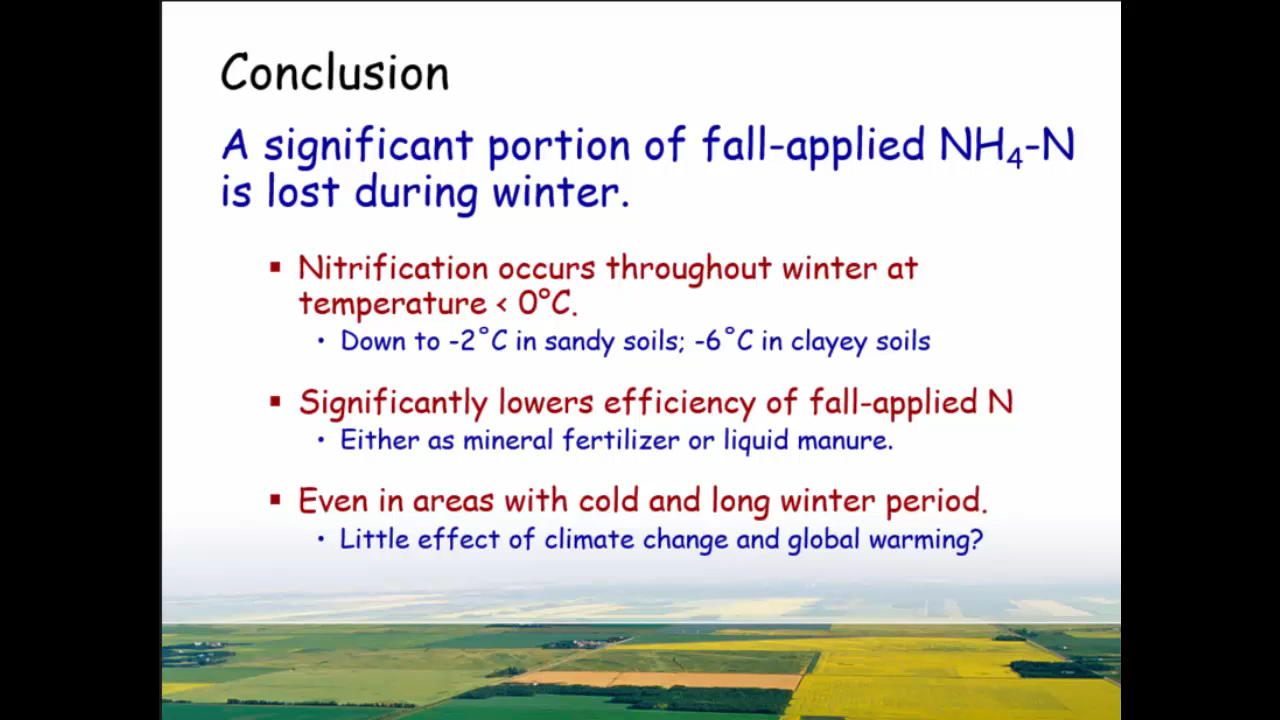 Conclusion
A significant portion of fall-applied NH₄-N
is lost during winter.
▪ Nitrification occurs throughout winter at
temperature < 0°C.
• Down to -2˚C in sandy soils; -6˚C in clayey soils
▪ Significantly lowers efficiency of fall-applied N
• Either as mineral fertilizer or liquid manure.
▪ Even in areas with cold and long winter period.
• Little effect of climate change and global warming?